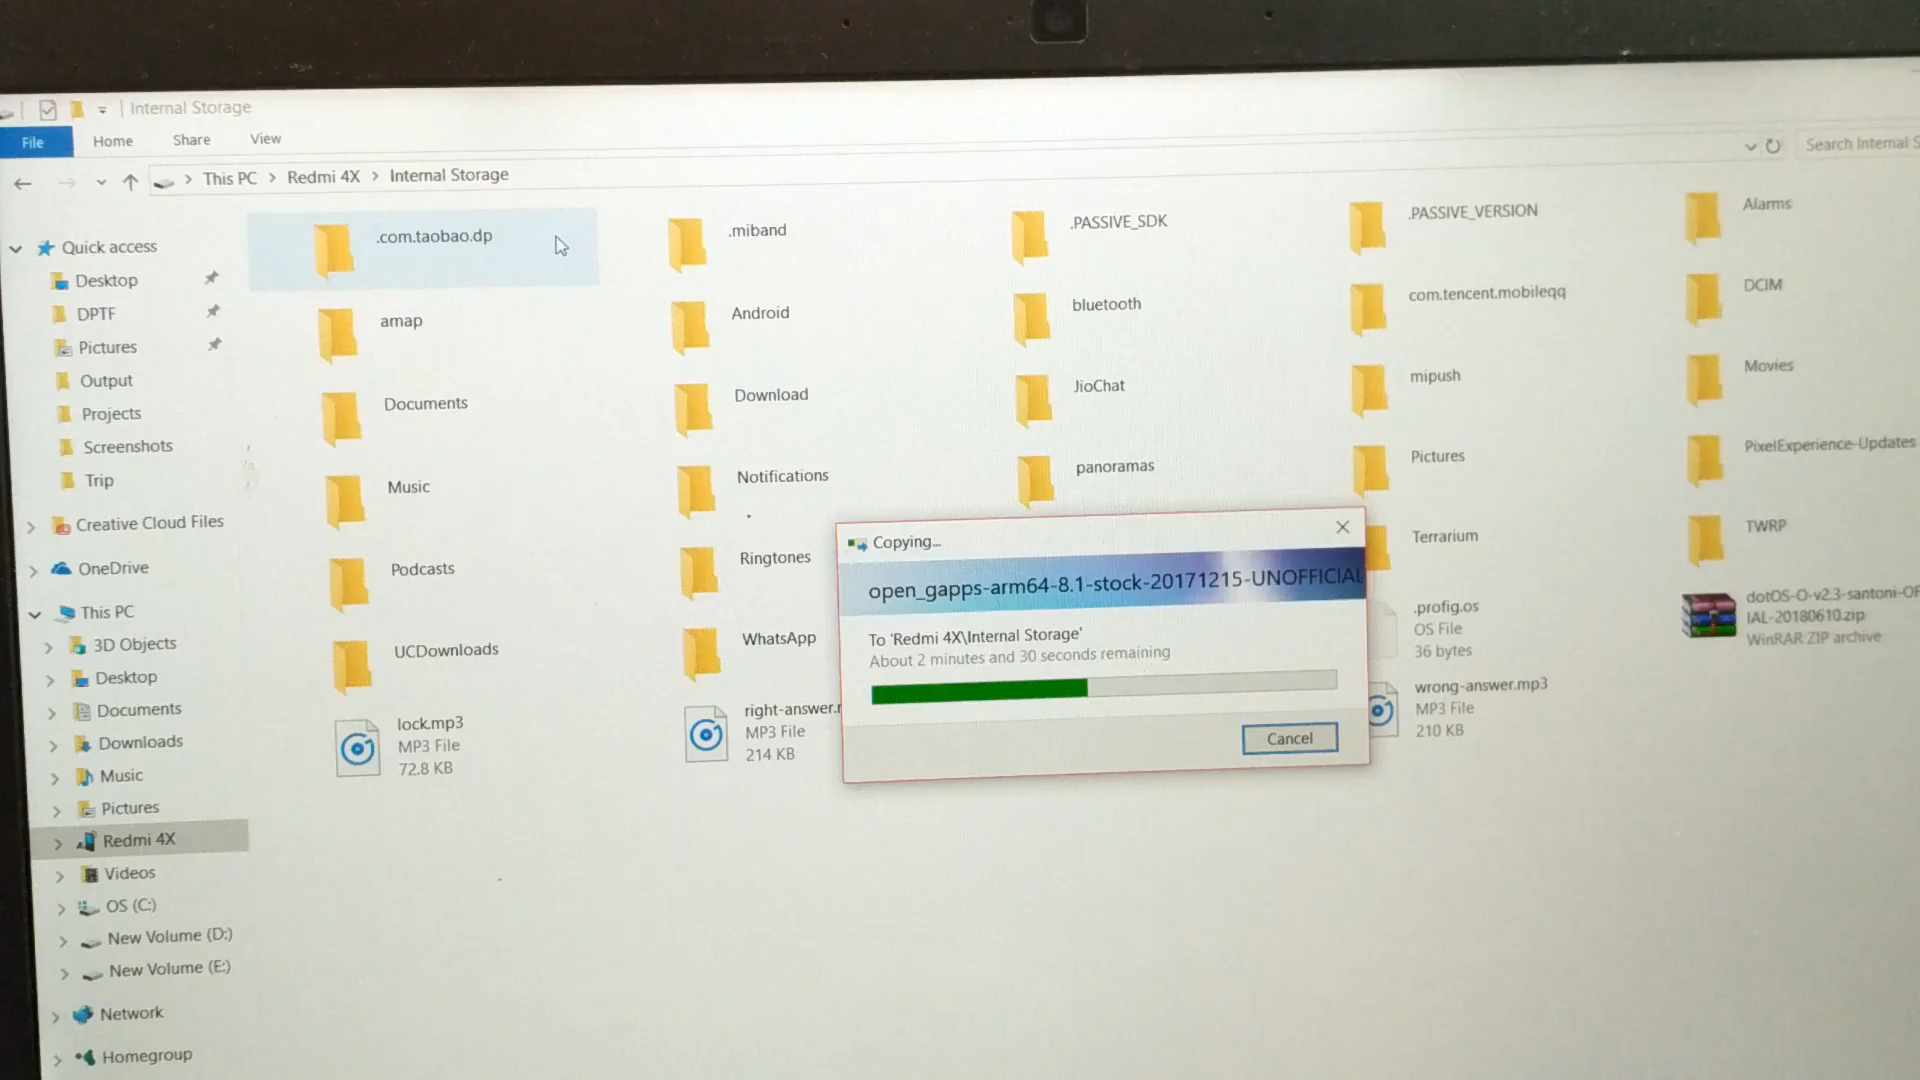 Internal Storage
File Home Share View
This PC > Redmi 4X > Internal Storage
Search Internal S
Quick access
Desktop
DPTF
Pictures
Output
Projects
Screenshots
Trip
Creative Cloud Files
OneDrive
This PC
3D Objects
Desktop
Documents
Downloads
Music
Pictures
Redmi 4X
Videos
OS (C:)
New Volume (D:)
New Volume (E:)
Network
Homegroup
.com.taobao.dp
.miband
.PASSIVE_SDK
.PASSIVE_VERSION
Alarms
amap
Android
bluetooth
com.tencent.mobileqq
DCIM
Documents
Download
JioChat
mipush
Movies
Music
Notifications
panoramas
Pictures
PixelExperience-Updates
Podcasts
Ringtones
Terrarium
TWRP
UCDownloads
WhatsApp
.profig.os
OS File
36 bytes
dotOS-O-v2.3-santoni-OF
IAL-20180610.zip
WinRAR ZIP archive
lock.mp3
MP3 File
72.8 KB
right-answer.r
MP3 File
214 KB
wrong-answer.mp3
MP3 File
210 KB
Copying...
open_gapps-arm64-8.1-stock-20171215-UNOFFICIAL
To 'Redmi 4X\Internal Storage'
About 2 minutes and 30 seconds remaining
Cancel